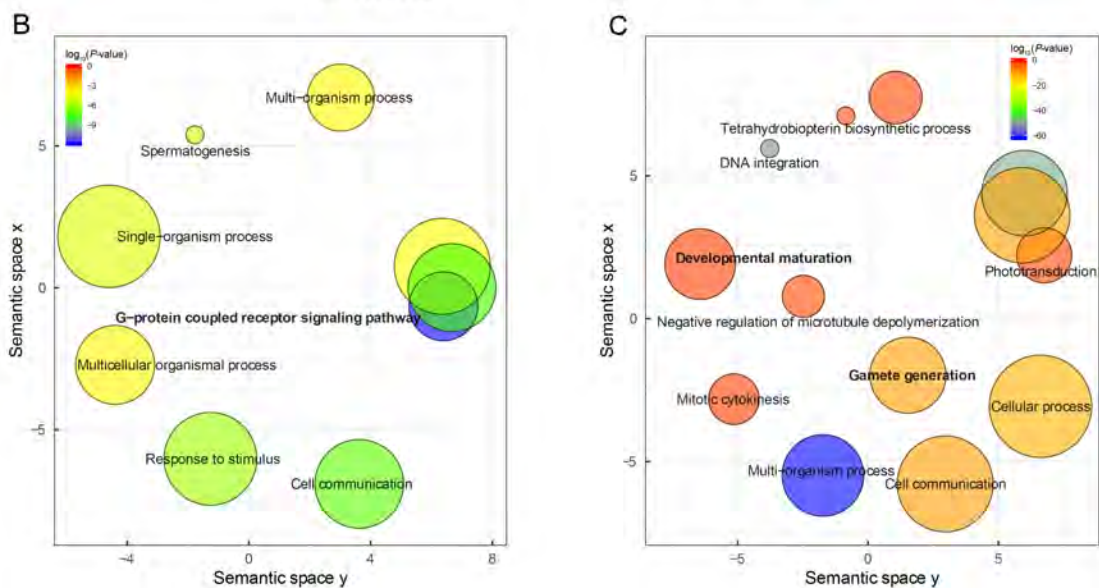 B
log10(P-value)
0
−3
−6
−9
Multi−organism process
Spermatogenesis
Single−organism process
G−protein coupled receptor signaling pathway
Multicellular organismal process
Response to stimulus
Cell communication
5
0
−5
−4
0
4
8
Semantic space x
Semantic space y
C
log10(P-value)
0
−20
−40
−60
Tetrahydrobiopterin biosynthetic process
DNA integration
Developmental maturation
Phototransduction
Negative regulation of microtubule depolymerization
Gamete generation
Mitotic cytokinesis
Cellular process
Multi−organism process
Cell communication
5
0
−5
−5
0
5
Semantic space x
Semantic space y